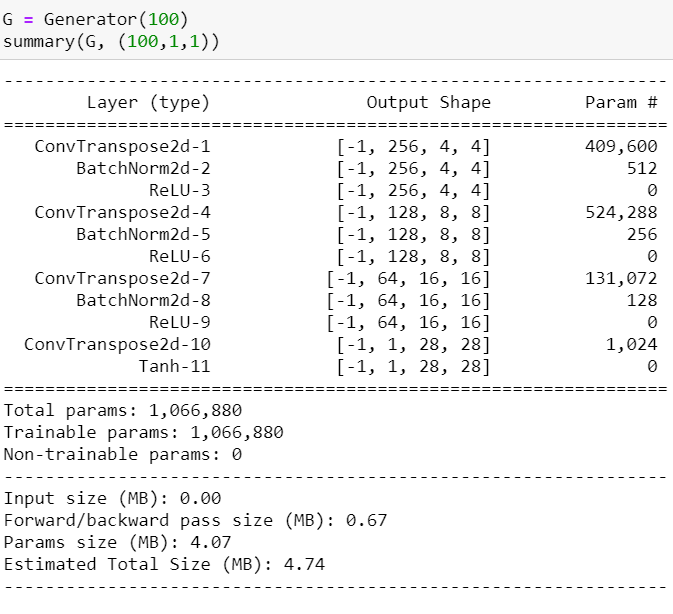 G = Generator(100)
summary(G, (100,1,1))
----------------------------------------------------------------
Layer (type) Output Shape Param #
================================================================
ConvTranspose2d-1 [-1, 256, 4, 4] 409,600
BatchNorm2d-2 [-1, 256, 4, 4] 512
ReLU-3 [-1, 256, 4, 4] 0
ConvTranspose2d-4 [-1, 128, 8, 8] 524,288
BatchNorm2d-5 [-1, 128, 8, 8] 256
ReLU-6 [-1, 128, 8, 8] 0
ConvTranspose2d-7 [-1, 64, 16, 16] 131,072
BatchNorm2d-8 [-1, 64, 16, 16] 128
ReLU-9 [-1, 64, 16, 16] 0
ConvTranspose2d-10 [-1, 1, 28, 28] 1,024
Tanh-11 [-1, 1, 28, 28] 0
================================================================
Total params: 1,066,880
Trainable params: 1,066,880
Non-trainable params: 0
----------------------------------------------------------------
Input size (MB): 0.00
Forward/backward pass size (MB): 0.67
Params size (MB): 4.07
Estimated Total Size (MB): 4.74
----------------------------------------------------------------